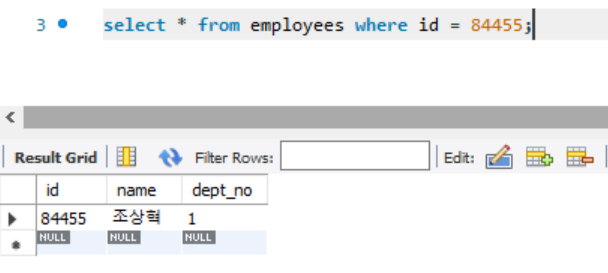 3 select * from employees where id = 84455;
Result Grid Filter Rows: Edit:
id name dept_no
84455 조상혁 1
NULL NULL NULL